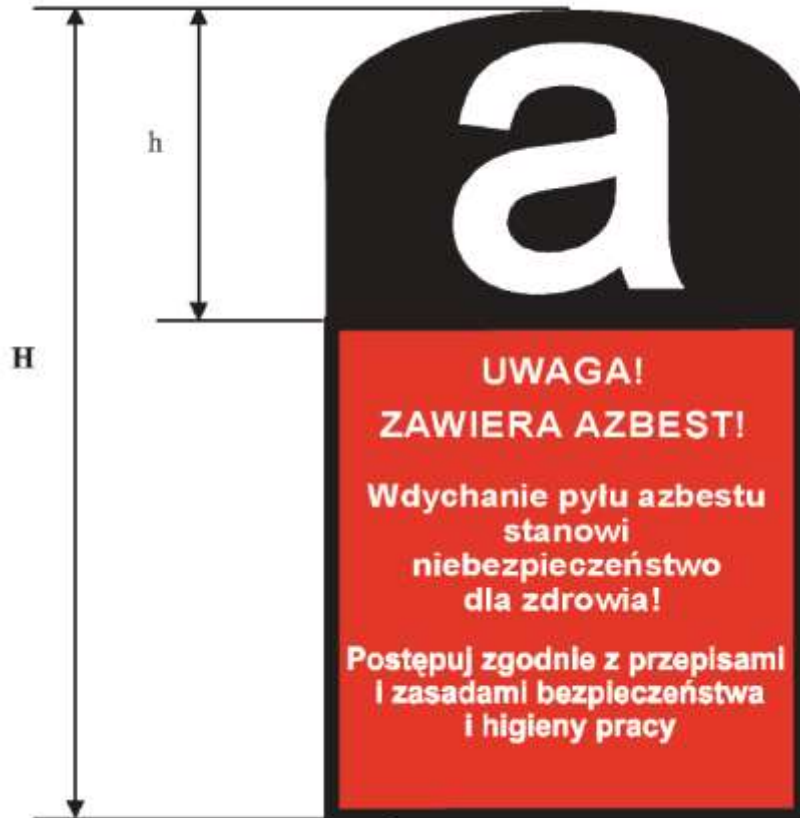 a
h
H
UWAGA!
ZAWIERA AZBEST!
Wdychanie pyłu azbestu
stanowi
niebezpieczeństwo
dla zdrowia!
Postępuj zgodnie z przepisami
i zasadami bezpieczeństwa
i higieny pracy